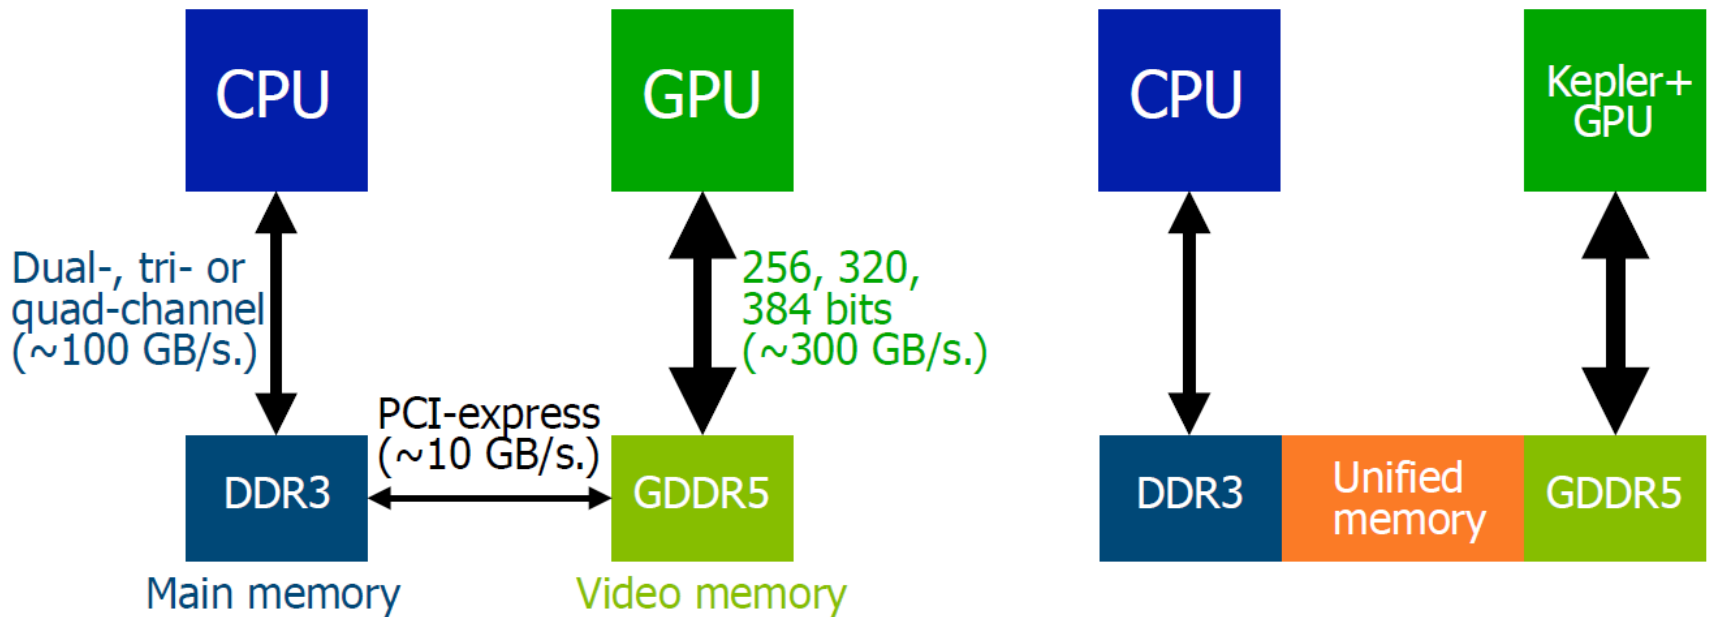 CPU
GPU
Dual-, tri- or
quad-channel
(~100 GB/s.)
256, 320,
384 bits
(~300 GB/s.)
PCI-express
(~10 GB/s.)
DDR3
GDDR5
Main memory
Video memory
CPU
Kepler+
GPU
DDR3
Unified
memory
GDDR5